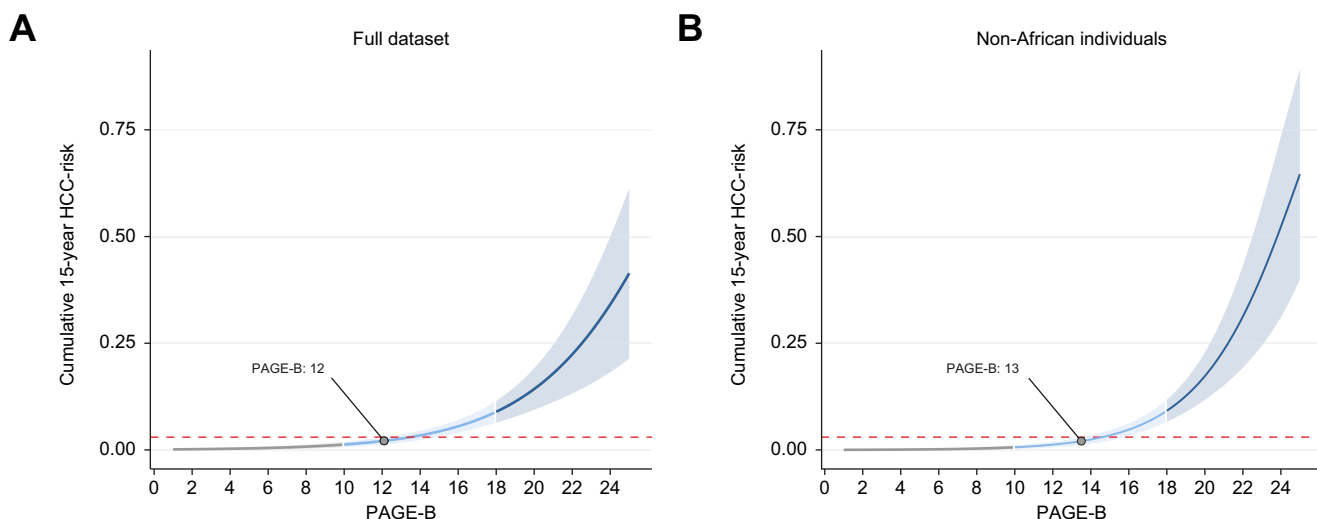 A
Full dataset
Cumulative 15-year HCC-risk
0.75
0.50
0.25
0.00
PAGE-B: 12
0 2 4 6 8 10 12 14 16 18 20 22 24
PAGE-B
B
Non-African individuals
Cumulative 15-year HCC-risk
0.75
0.50
0.25
0.00
PAGE-B: 13
0 2 4 6 8 10 12 14 16 18 20 22 24
PAGE-B